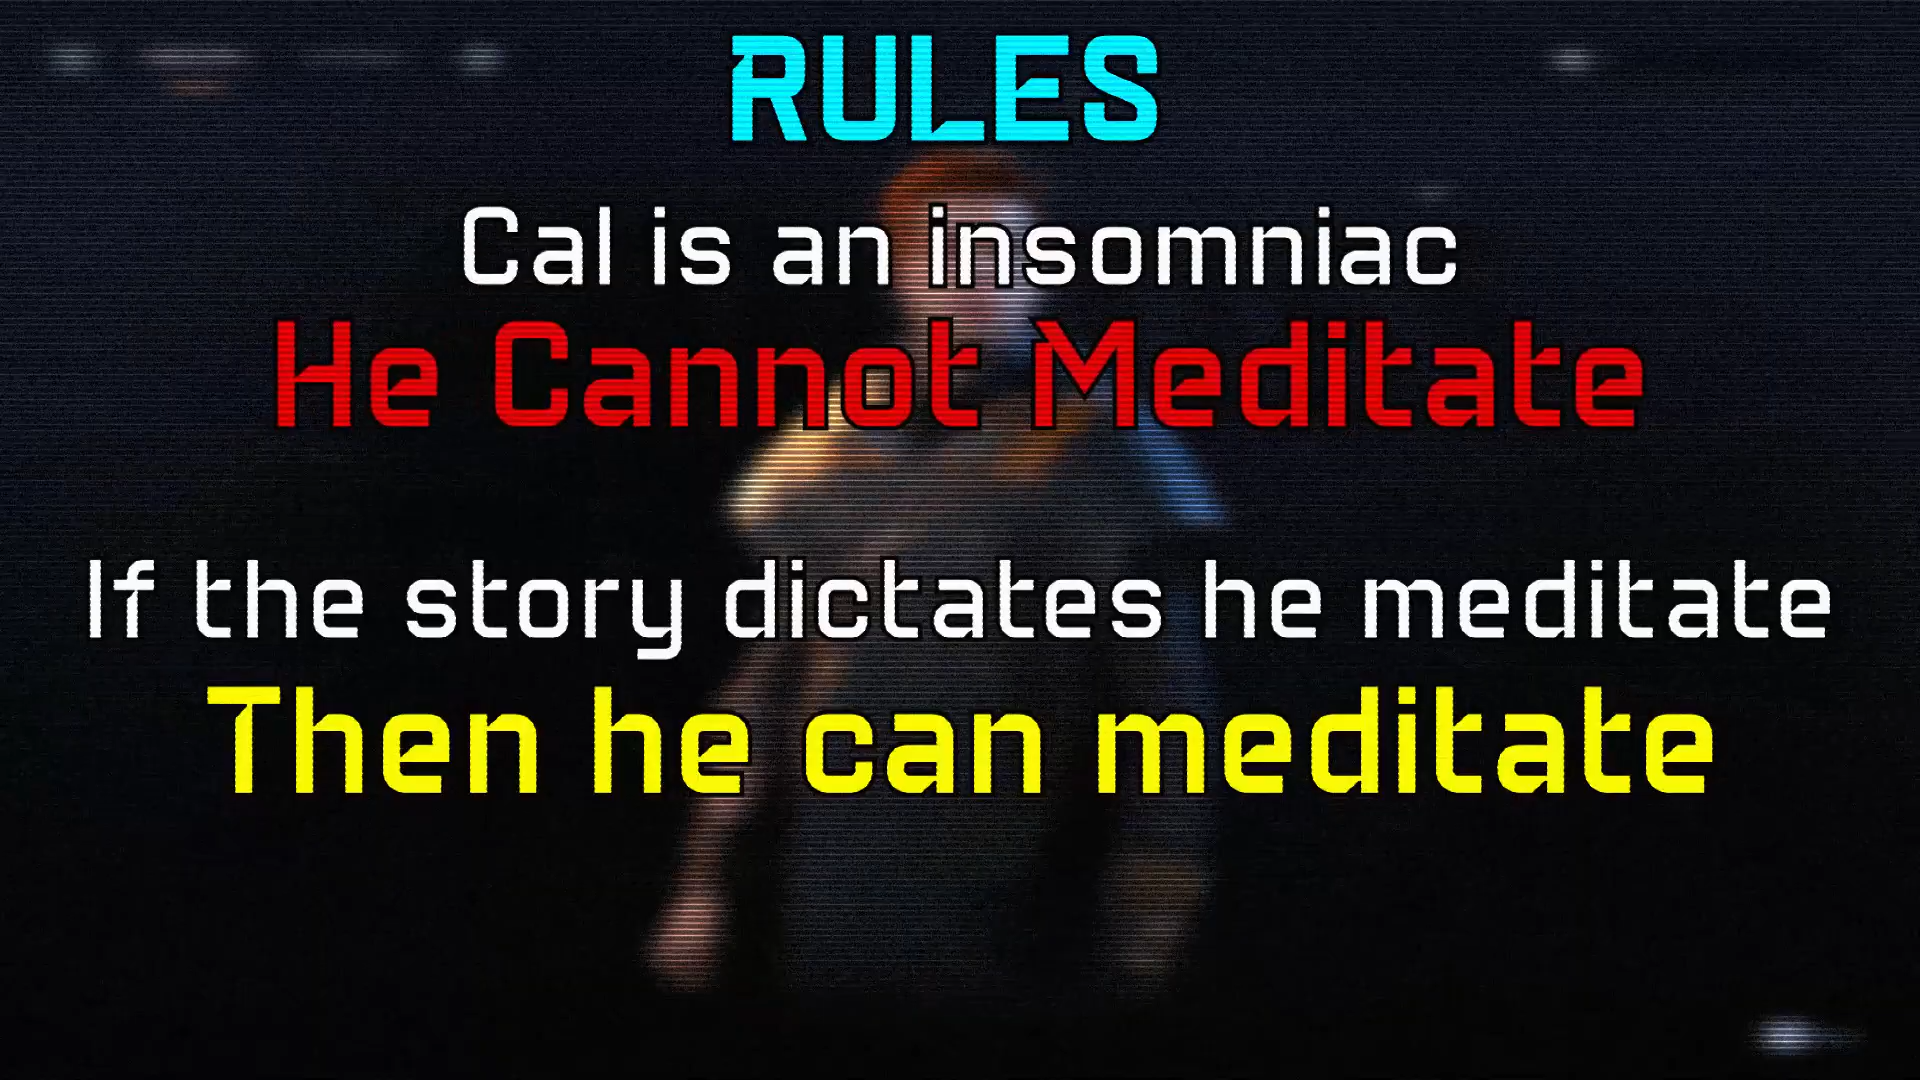 RULES
Cal is an insomniac
He Cannot Meditate
If the story dictates he meditate
Then he can meditate